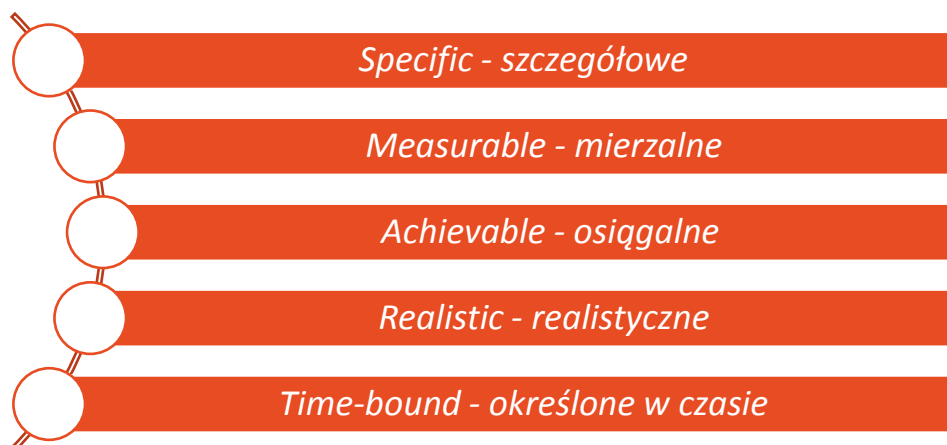 Specific - szczegółowe
Measurable - mierzalne
Achievable - osiągalne
Realistic - realistyczne
Time-bound - określone w czasie